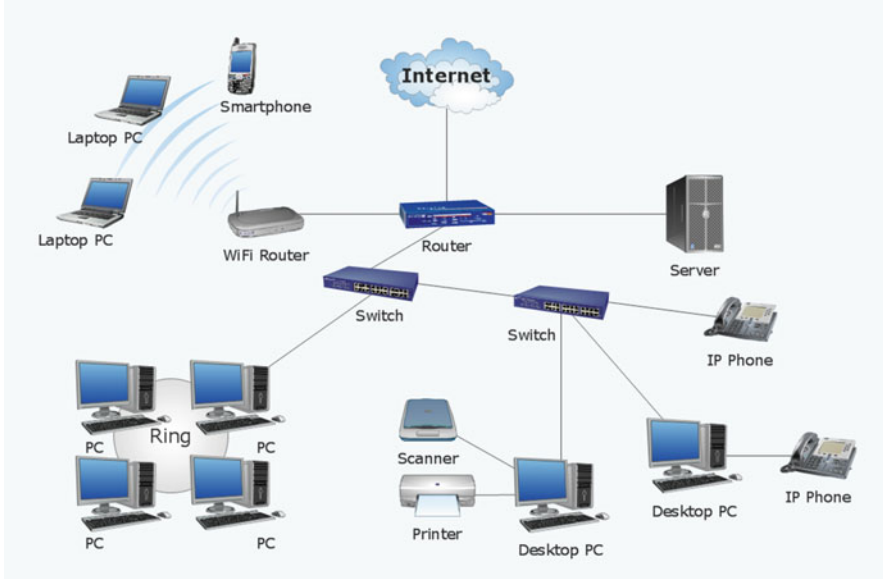 Internet
Smartphone
Laptop PC
Laptop PC
WiFi Router
Router
Server
Switch
Switch
IP Phone
PC
Ring
PC
Scanner
Printer
PC
PC
Desktop PC
Desktop PC
IP Phone